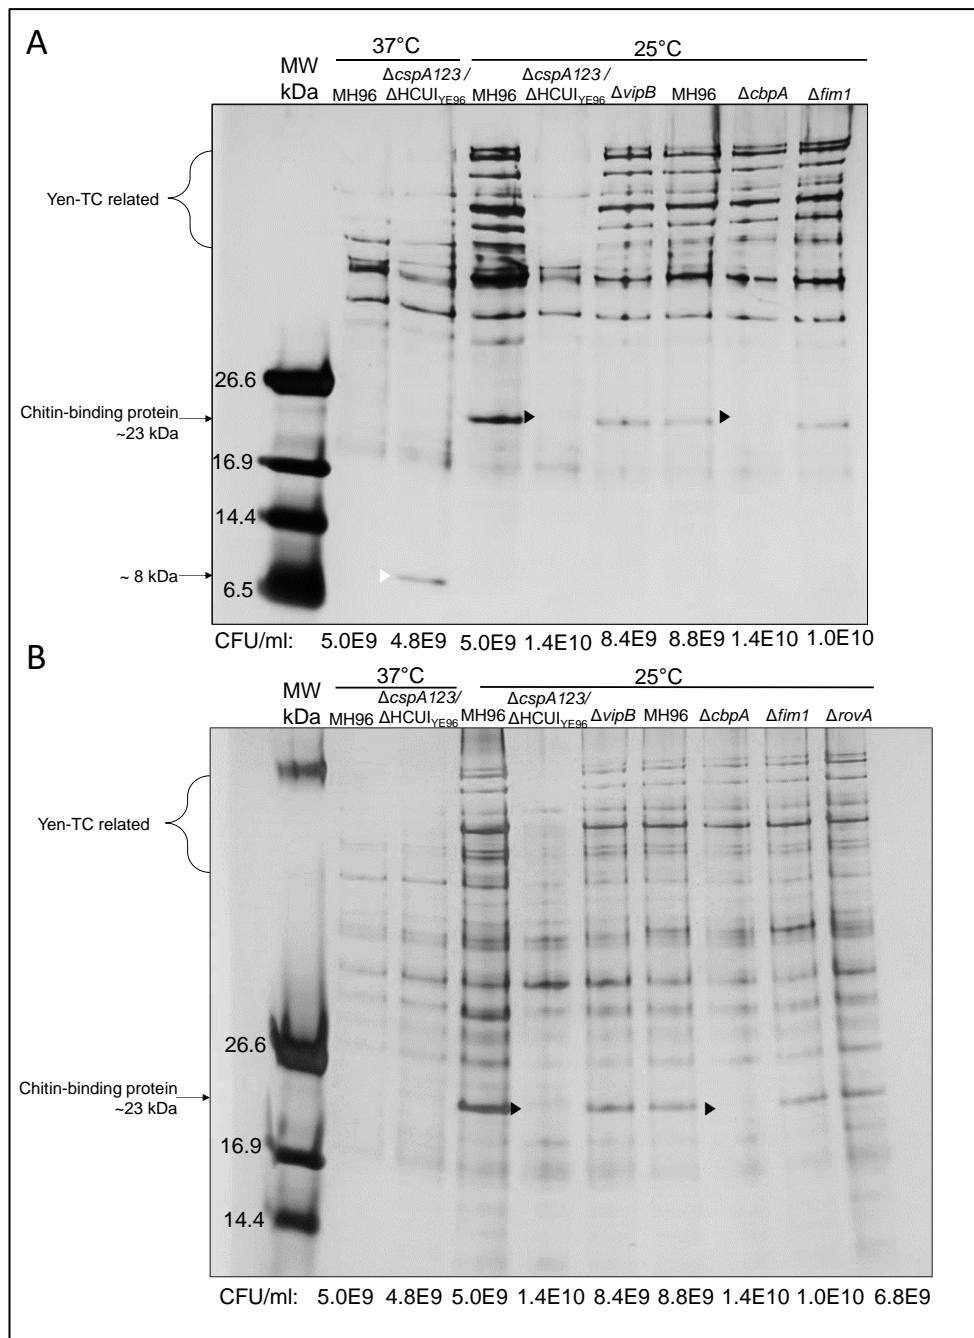 A
37°C
25°C
MW
kDa
MH96
ΔcspA123 /
ΔHCUIYE96
MH96
ΔcspA123 /
ΔHCUIYE96
ΔvipB
MH96
ΔcbpA
Δfim1
Yen-TC related
26.6
Chitin-binding protein
~23 kDa
16.9
14.4
~ 8 kDa
6.5
CFU/ml: 5.0E9 4.8E9 5.0E9 1.4E10 8.4E9 8.8E9 1.4E10 1.0E10
B
37°C
25°C
MW
kDa
MH96
ΔcspA123/
ΔHCUIYE96
MH96
ΔcspA123/
ΔHCUIYE96
ΔvipB
MH96
ΔcbpA
Δfim1
ΔrovA
Yen-TC related
26.6
Chitin-binding protein
~23 kDa
16.9
14.4
CFU/ml: 5.0E9 4.8E9 5.0E9 1.4E10 8.4E9 8.8E9 1.4E10 1.0E10 6.8E9